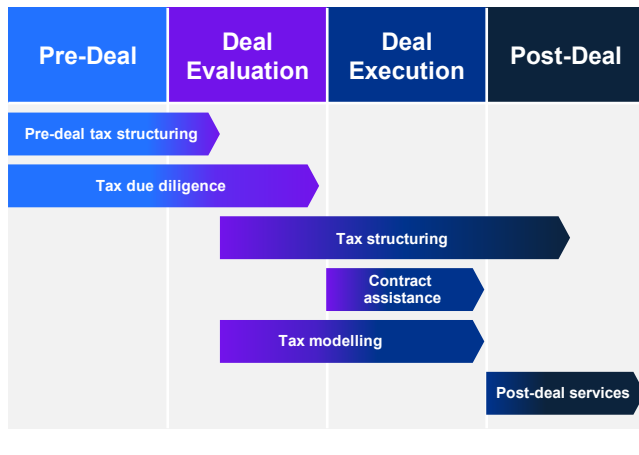 Pre-Deal
Deal
Evaluation
Deal
Execution
Post-Deal
Pre-deal tax structuring
Tax due diligence
Tax structuring
Contract
assistance
Tax modelling
Post-deal services